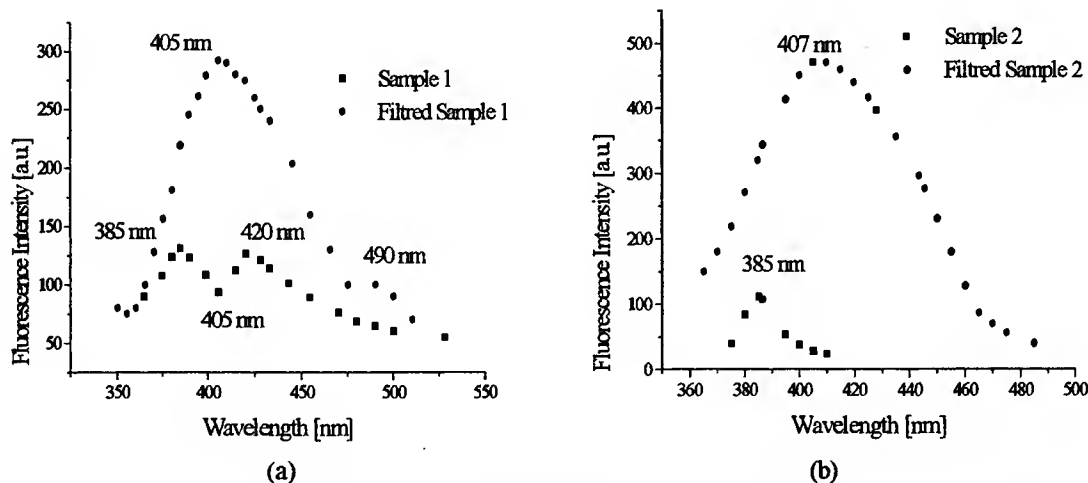 405 nm
300
250
200
150
100
50
Fluorescence Intensity [a.u.]
Sample 1
Filtred Sample 1
385 nm
420 nm
490 nm
405 nm
350
400
450
500
550
Wavelength [nm]
(a)
407 nm
500
400
300
200
100
0
Fluorescence Intensity [a.u.]
Sample 2
Filtred Sample 2
385 nm
360
380
400
420
440
460
480
500
Wavelength [nm]
(b)